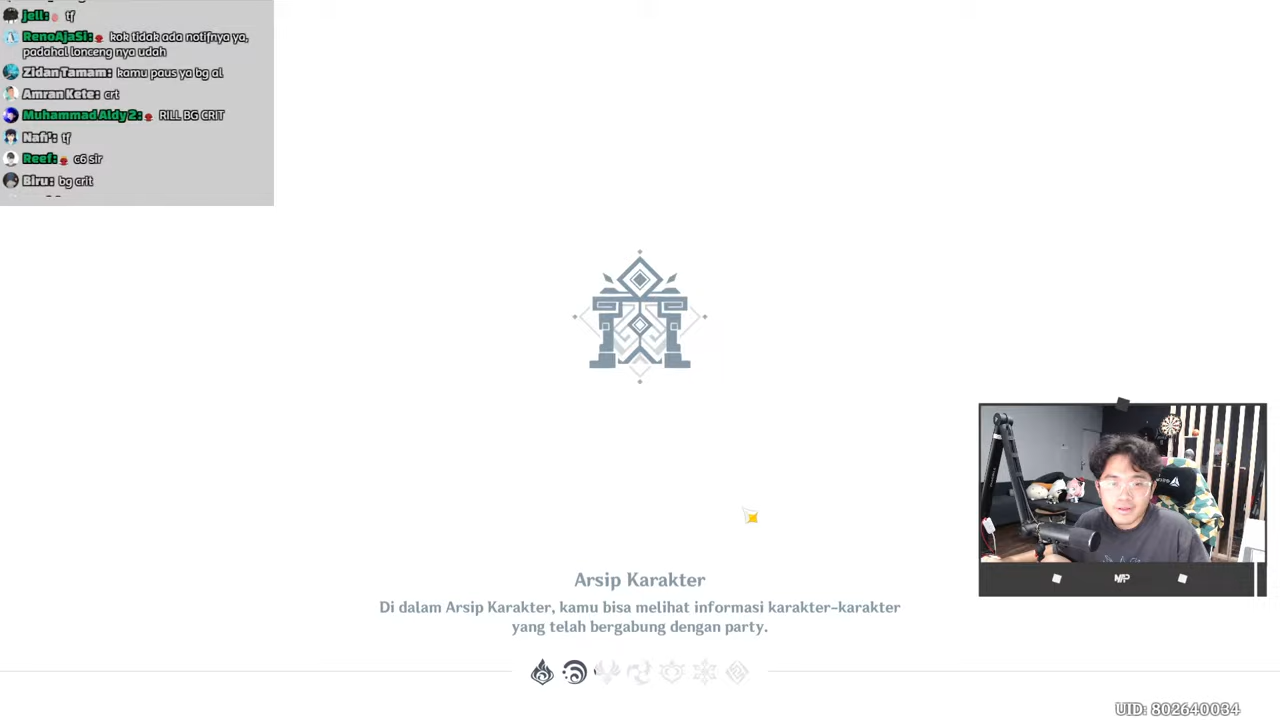 jell: tf
RenoAjaSi: kok tidak ada notifnya ya,
padahal lonceng nya udah
Zidan Tamam: kamu paus ya bg al
Amran Kete: crt
Muhammad Aldy 2: RILL BG CRIT
Nafi': tf
Reef: c6 sir
Biru: bg crit
Arsip Karakter
Di dalam Arsip Karakter, kamu bisa melihat informasi karakter-karakter
yang telah bergabung dengan party.
UID: 802640034